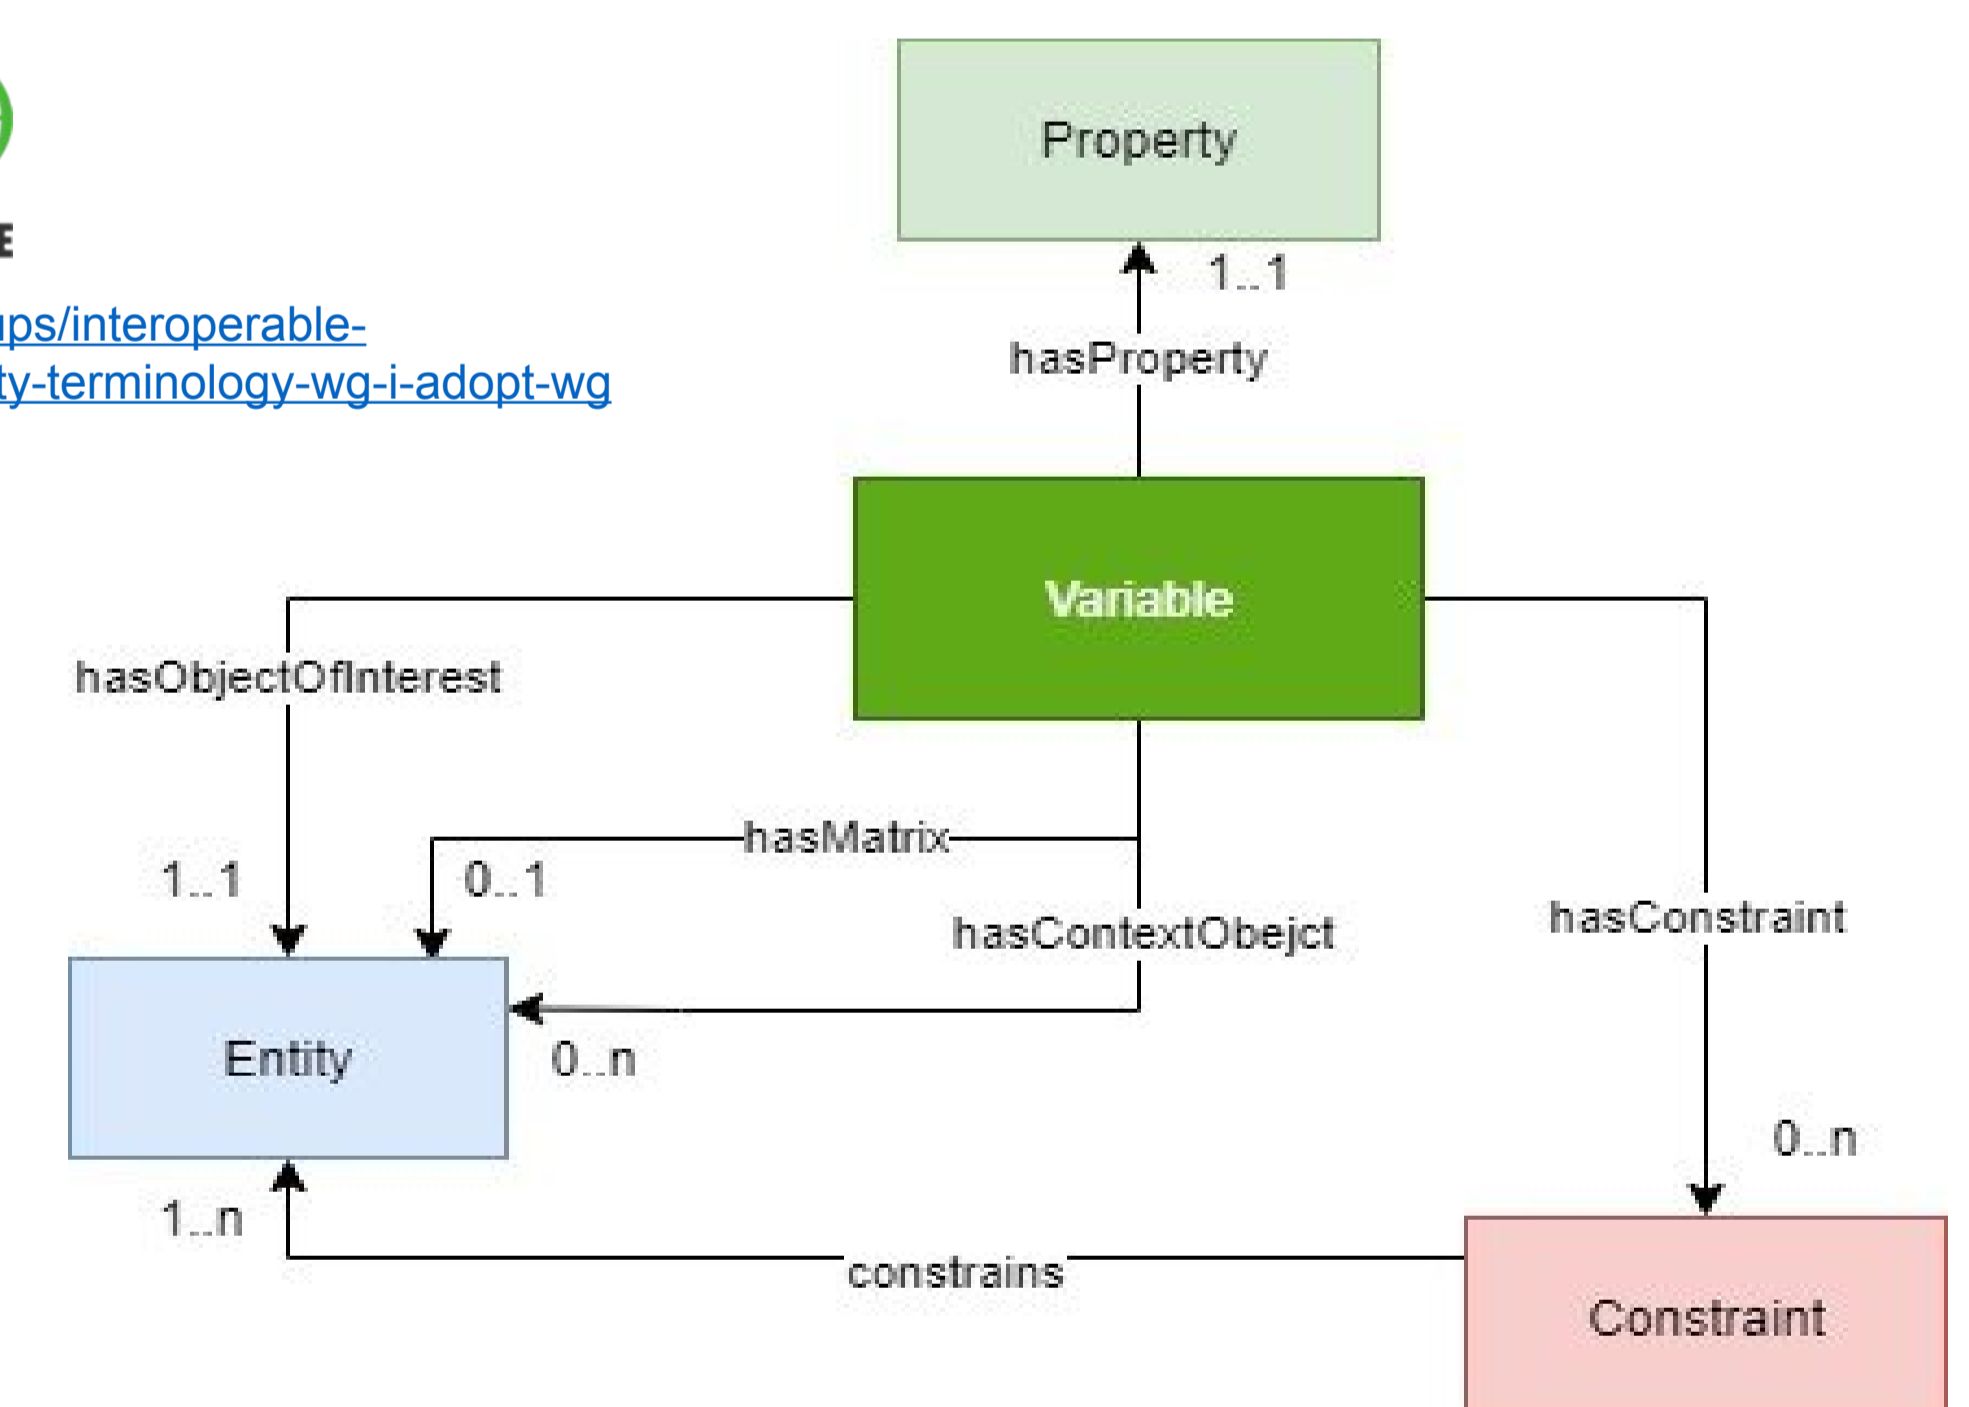 Property
E
1..1
ups/interoperable-
ty-terminology-wg-i-adopt-wg
hasProperty
Variable
hasObjectOfInterest
hasMatrix
1..1
0..1
hasContextObejct
hasConstraint
Entity
0..n
0..n
1..n
constrains
Constraint